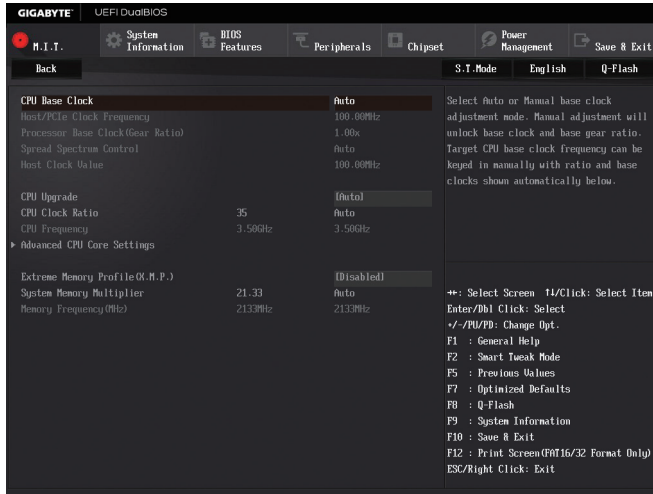 GIGABYTE™ UEFI DualBIOS
M.I.T.
System Information
BIOS Features
Peripherals
Chipset
Power Management
Save & Exit
Back
S.T.Mode English Q-Flash
CPU Base Clock Auto
Host/PCIe Clock Frequency 100.00MHz
Processor Base Clock(Gear Ratio) 1.00x
Spread Spectrum Control Auto
Host Clock Value 100.00MHz
CPU Upgrade [Auto]
CPU Clock Ratio 35 Auto
CPU Frequency 3.50GHz 3.50GHz
Advanced CPU Core Settings
Extreme Memory Profile(X.M.P.) [Disabled]
System Memory Multiplier 21.33 Auto
Memory Frequency(MHz) 2133MHz 2133MHz
Select Auto or Manual base clock
adjustment mode. Manual adjustment will
unlock base clock and base gear ratio.
Target CPU base clock frequency can be
keyed in manually with ratio and base
clocks shown automatically below.
→←: Select Screen ↑↓/Click: Select Item
Enter/Dbl Click: Select
+/-/PU/PD: Change Opt.
F1 : General Help
F2 : Smart Tweak Mode
F5 : Previous Values
F7 : Optimized Defaults
F8 : Q-Flash
F9 : System Information
F10 : Save & Exit
F12 : Print Screen(FAT16/32 Format Only)
ESC/Right Click: Exit